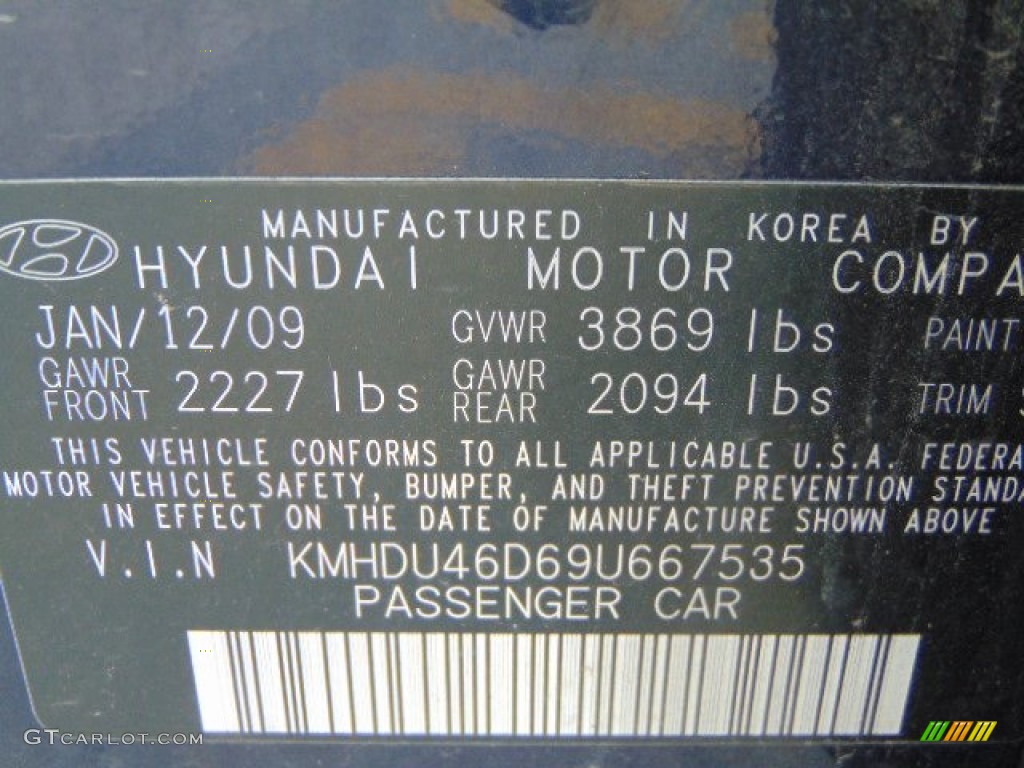 MANUFACTURED IN KOREA BY
HYUNDAI MOTOR COMPA
JAN/12/09 GVWR 3869 lbs PAINT
GAWR FRONT 2227 lbs GAWR REAR 2094 lbs TRIM
THIS VEHICLE CONFORMS TO ALL APPLICABLE U.S.A. FEDERA
MOTOR VEHICLE SAFETY, BUMPER, AND THEFT PREVENTION STANDA
IN EFFECT ON THE DATE OF MANUFACTURE SHOWN ABOVE
V.I.N KMHDU46D69U667535
PASSENGER CAR
GTCARLOT.COM